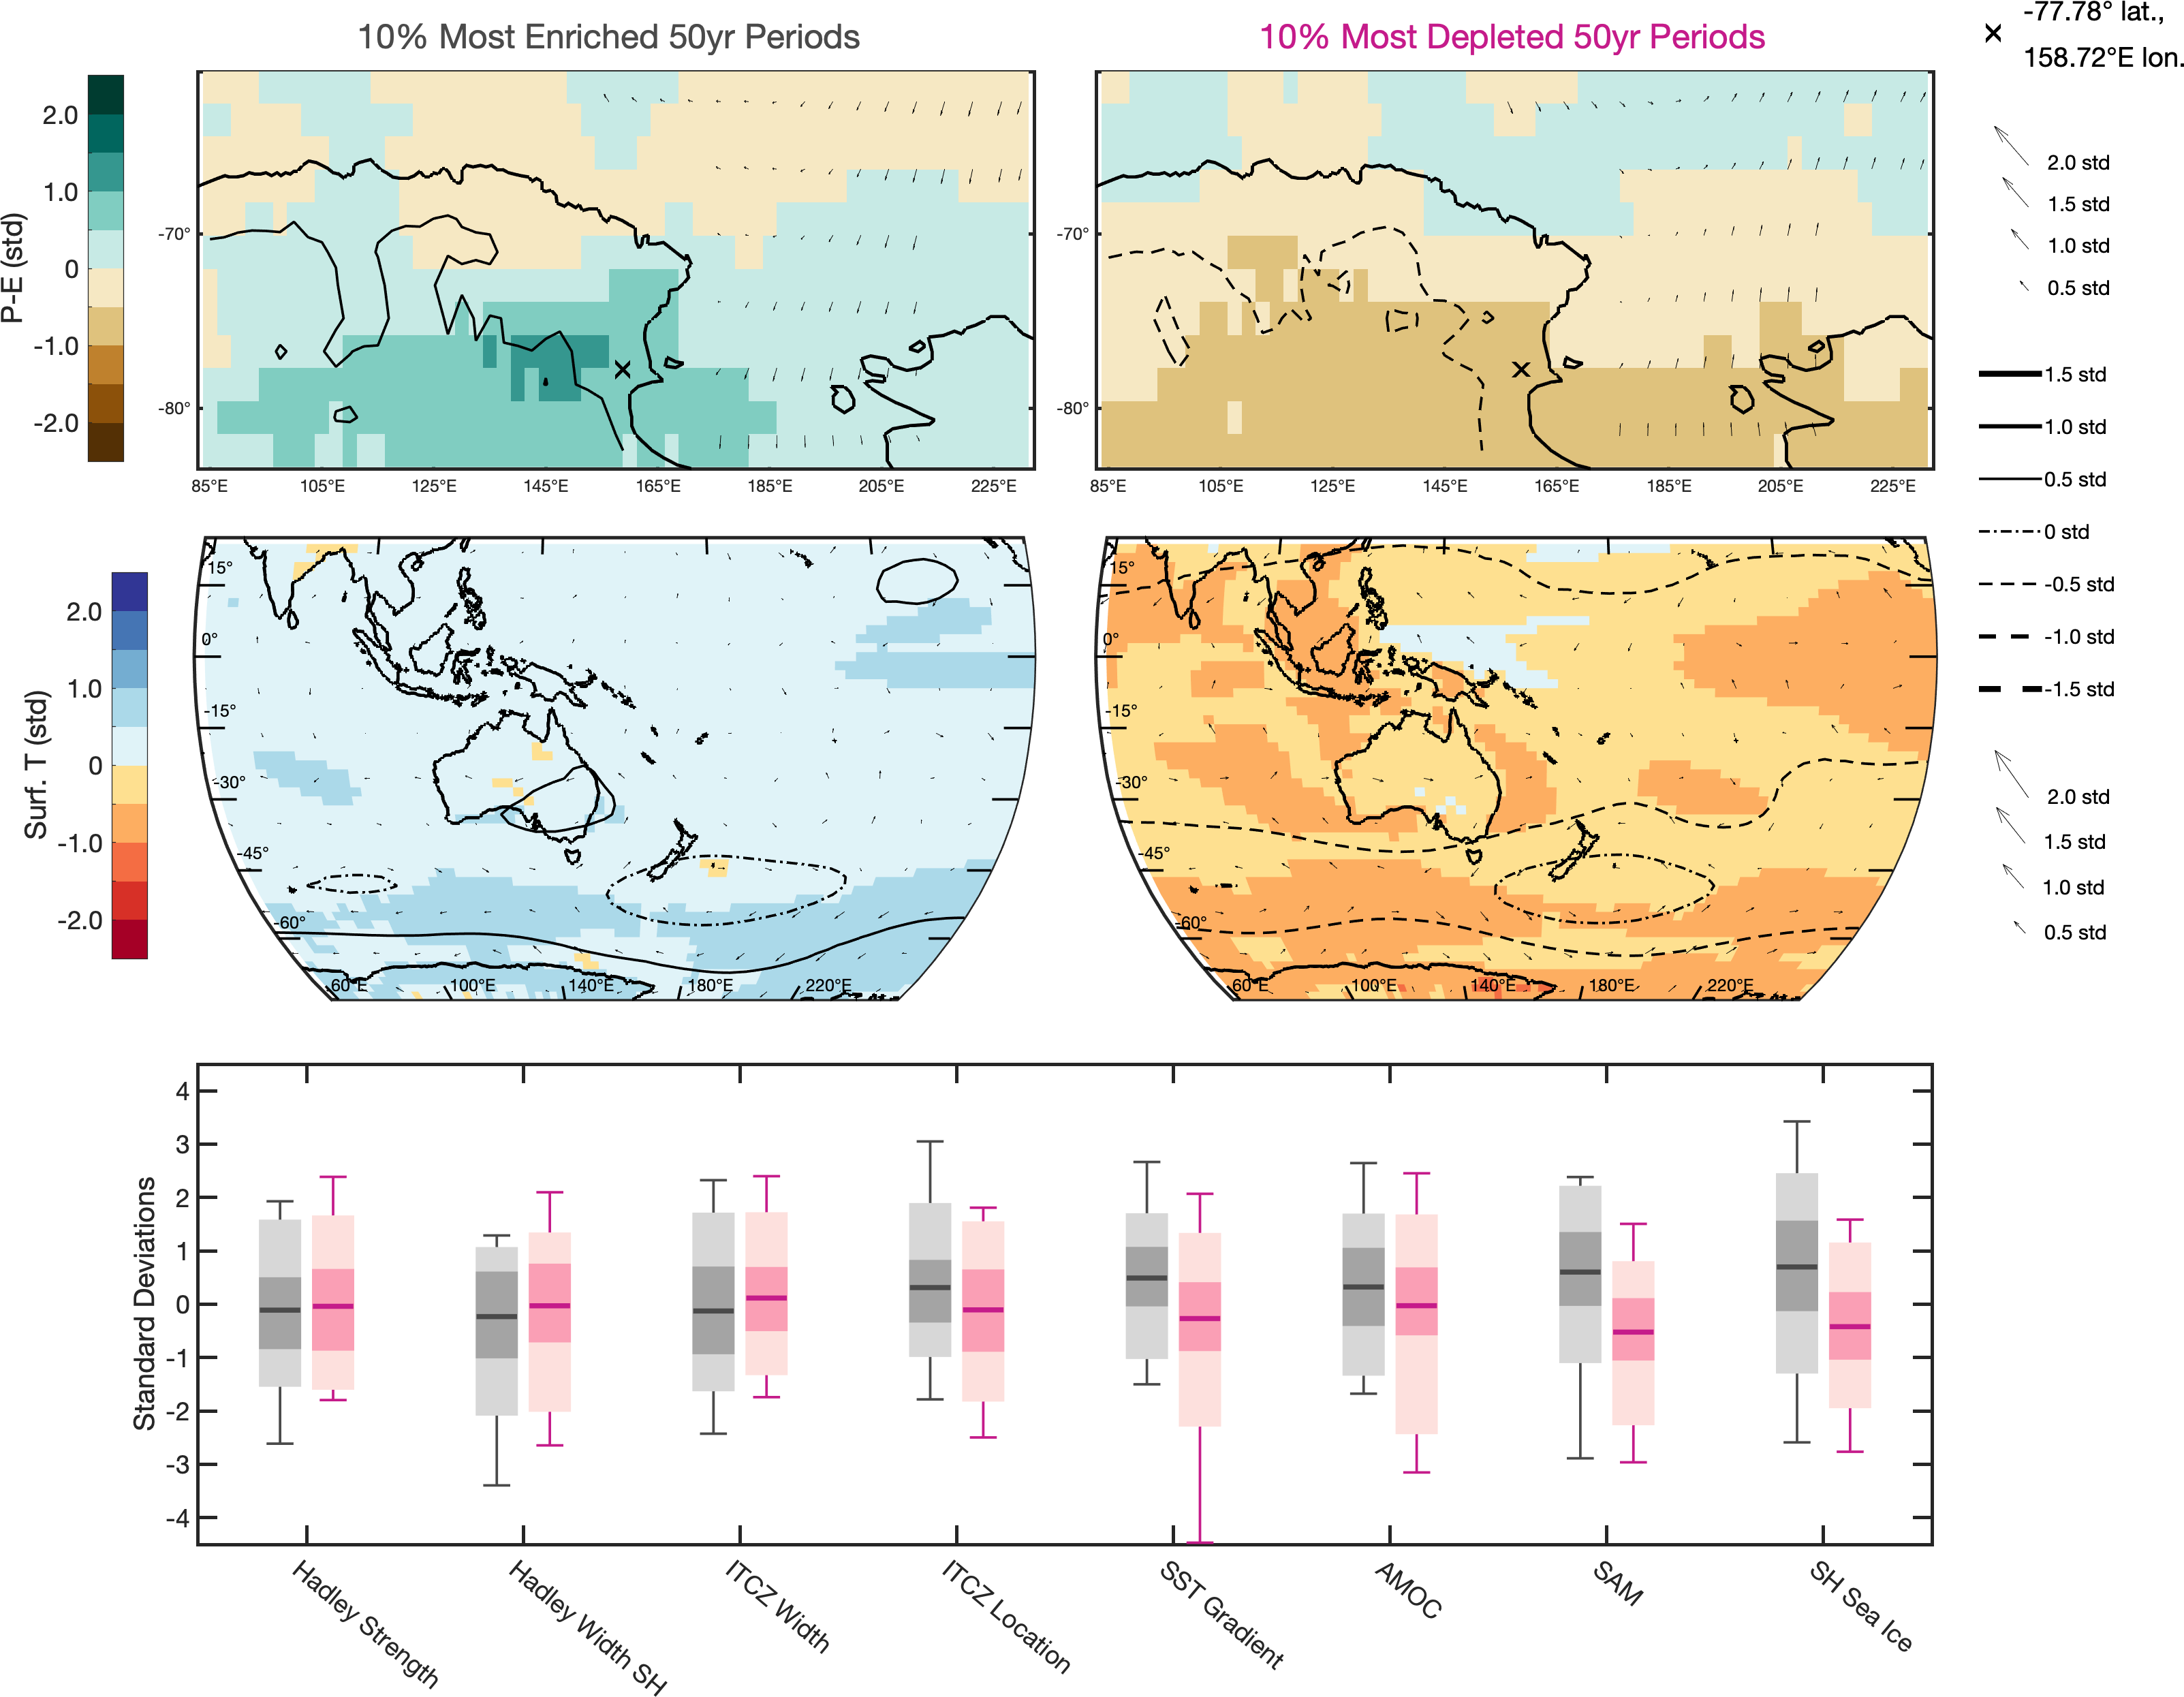 10% Most Enriched 50yr Periods
10% Most Depleted 50yr Periods
-77.78° lat.,
158.72°E lon.
P-E (std)
2.0
1.0
0
-1.0
-2.0
-70°
-80°
85°E 105°E 125°E 145°E 165°E 185°E 205°E 225°E
-70°
-80°
85°E 105°E 125°E 145°E 165°E 185°E 205°E 225°E
2.0 std
1.5 std
1.0 std
0.5 std
1.5 std
1.0 std
0.5 std
0 std
-0.5 std
-1.0 std
-1.5 std
2.0 std
1.5 std
1.0 std
0.5 std
Surf. T (std)
2.0
1.0
0
-1.0
-2.0
15°
0°
-15°
-30°
-45°
-60°
60°E 100°E 140°E 180°E 220°E
15°
0°
-15°
-30°
-45°
-60°
60°E 100°E 140°E 180°E 220°E
Standard Deviations
4
3
2
1
0
-1
-2
-3
-4
Hadley Strength
Hadley Width SH
ITCZ Width
ITCZ Location
SST Gradient
AMOC
SAM
SH Sea Ice